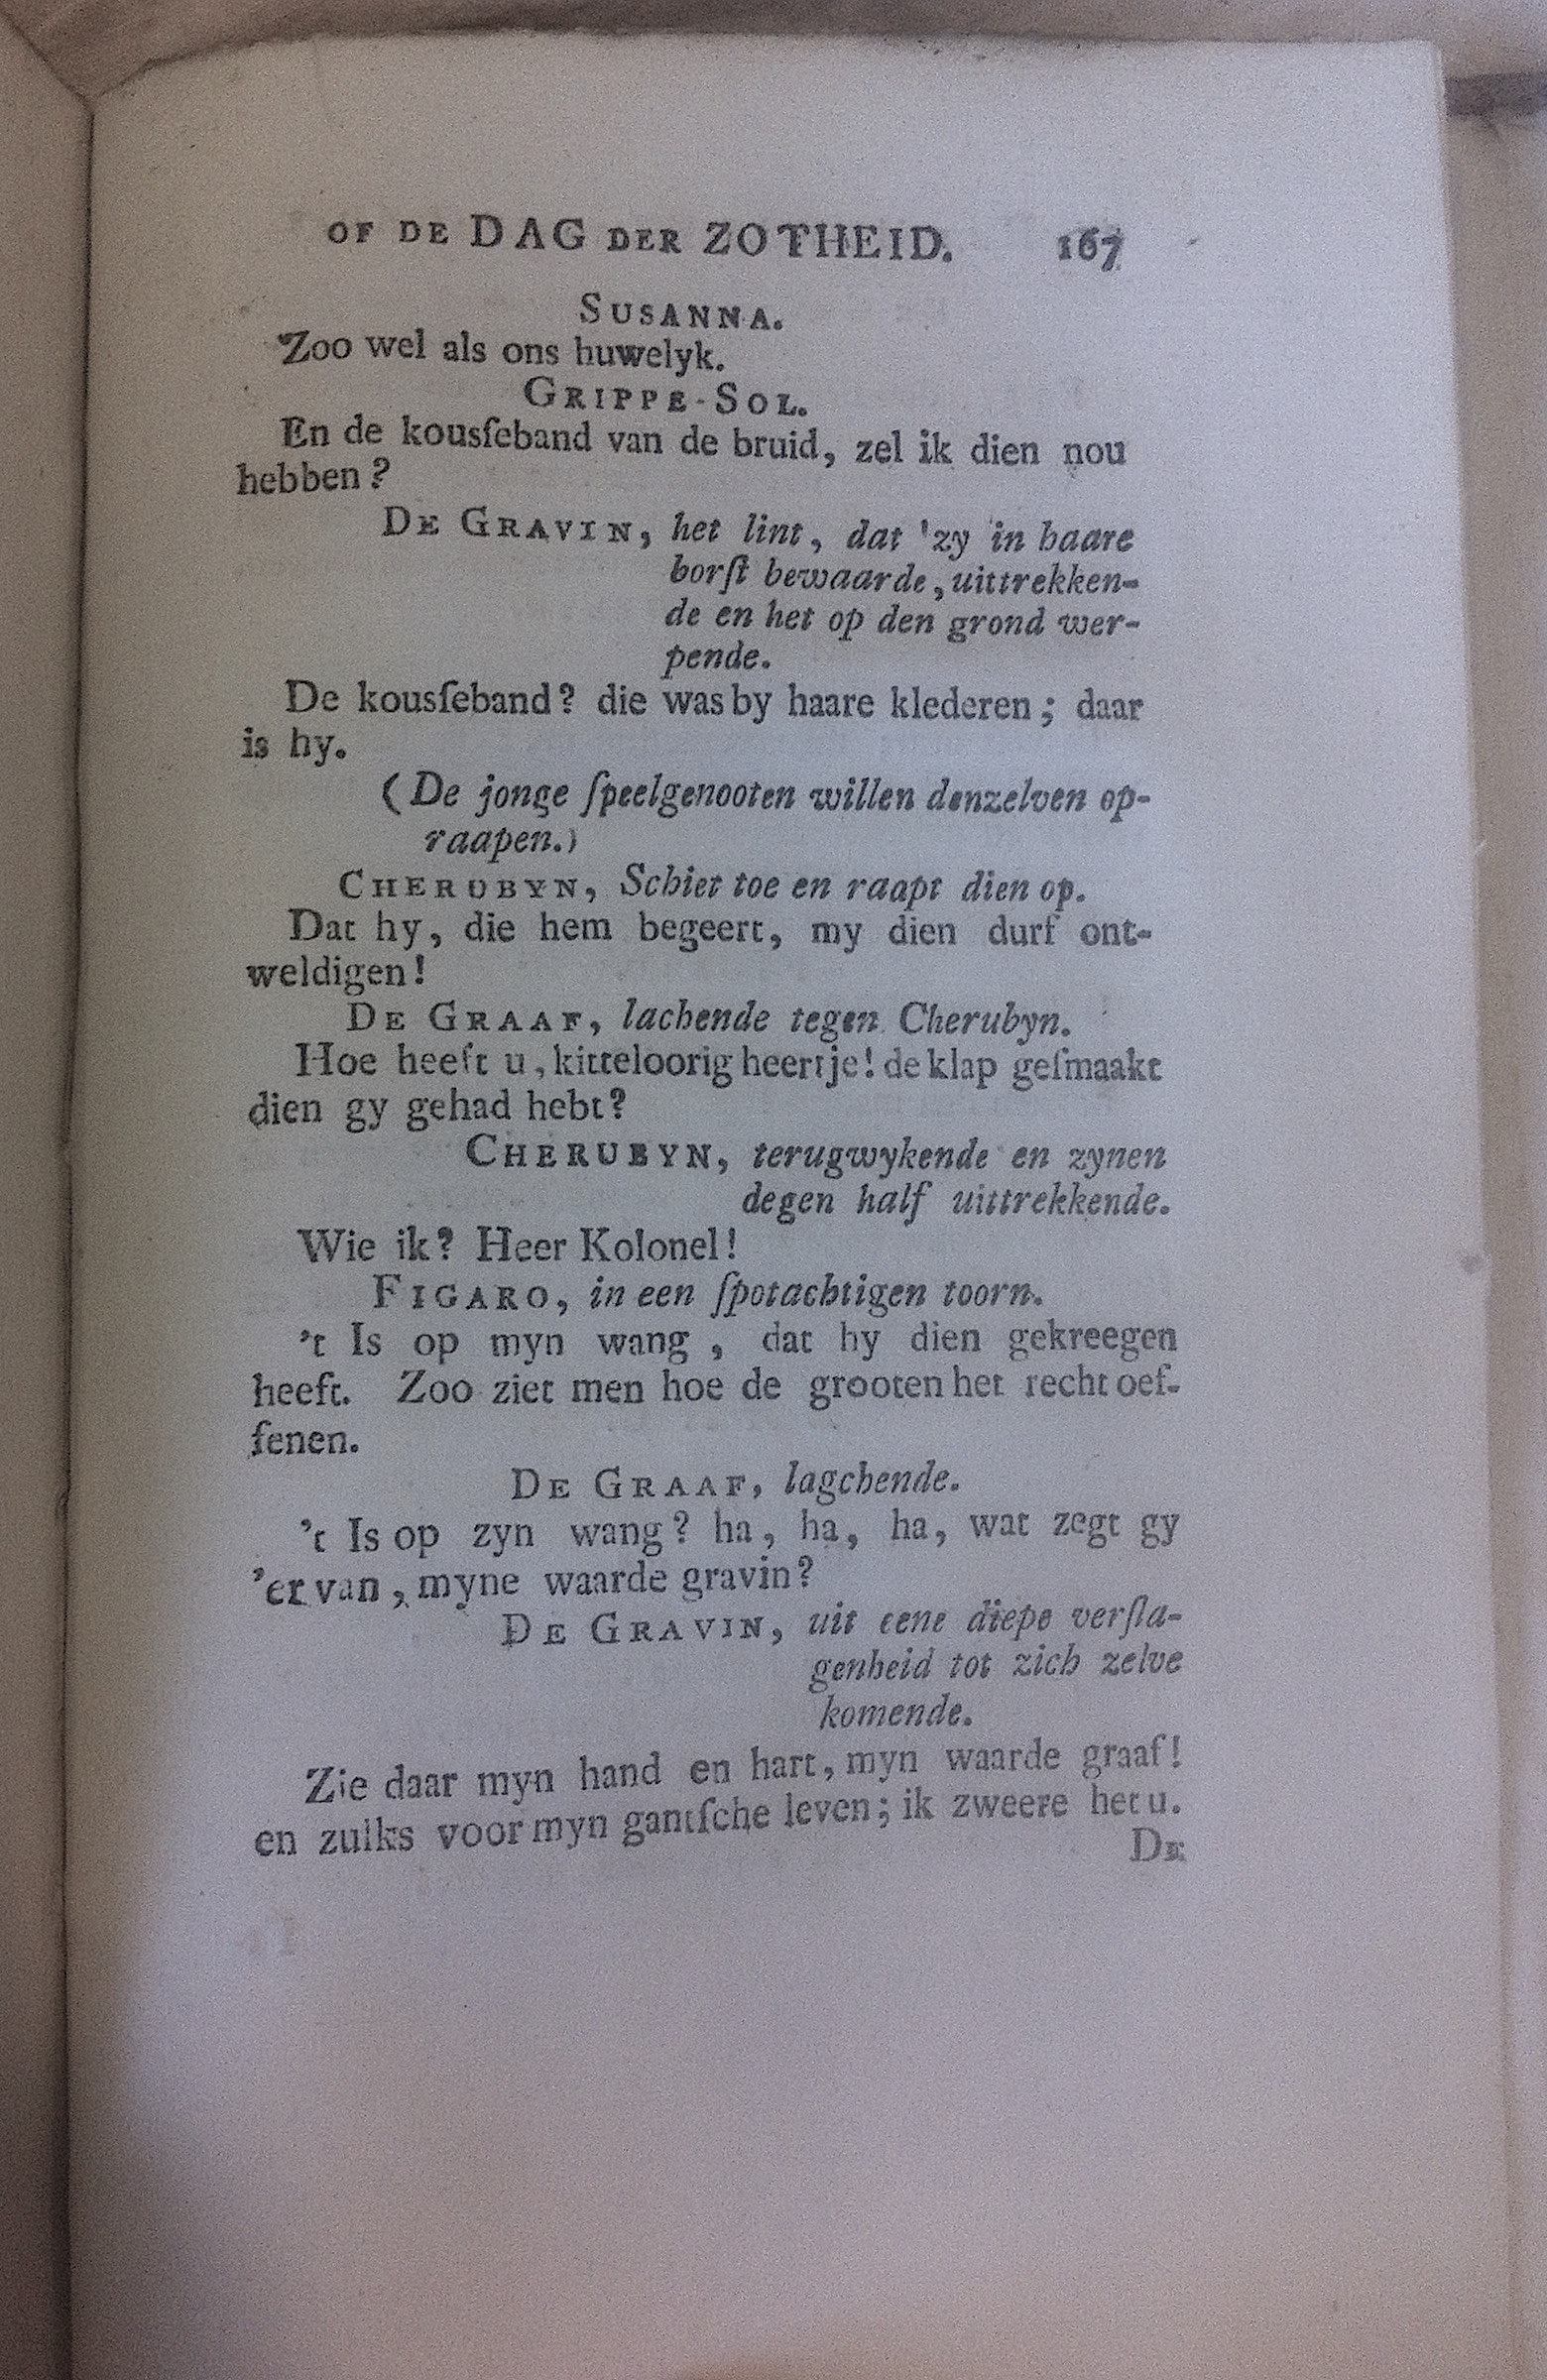 OF DE DAG DER ZOTHEID. 167
SUSANNA.
Zoo wel als ons huwelyk.
GRIPPE-SOL.
En de kousſeband van de bruid, zel ik dien nou
hebben?
DE GRAVIN, het lint, dat 'zy in haare
borſt bewaarde, uittrekken-
de en het op den grond wer-
pende.
De kousſeband? die was by haare klederen; daar
is hy.
(De jonge ſpeelgenooten willen denzelven op-
raapen.)
CHERUBYN, Schiet toe en raapt dien op.
Dat hy, die hem begeert, my dien durf ont-
weldigen!
DE GRAAF, lachende tegen Cherubyn.
Hoe heeft u, kitteloorig heertje! de klap geſmaakt
dien gy gehad hebt?
CHERUBYN, terugwykende en zynen
degen half uittrekkende.
Wie ik? Heer Kolonel!
FIGARO, in een ſpotachtigen toorn.
't Is op myn wang, dat hy dien gekreegen
heeft. Zoo ziet men hoe de grooten het recht oef-
fenen.
DE GRAAF, lagchende.
't Is op zyn wang? ha, ha, ha, wat zegt gy
'er van, myne waarde gravin?
DE GRAVIN, uit eene diepe verſla-
genheid tot zich zelve
komende.
Zie daar myn hand en hart, myn waarde graaf!
en zulks voor myn gantſche leven; ik zweere het u.
DE